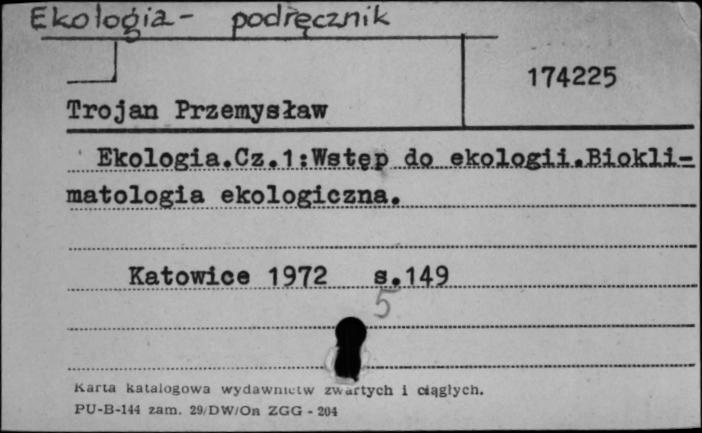 Ekologia - podręcznik
174225
Trojan Przemysław
Ekologia.Cz.1:Wstęp do ekologii.Biokli-
matologia ekologiczna.
Katowice 1972 s.149
5
Karta katalogowa wydawnictw zwartych i ciągłych.
PU-B-144 zam. 29/DW/On ZGG - 204